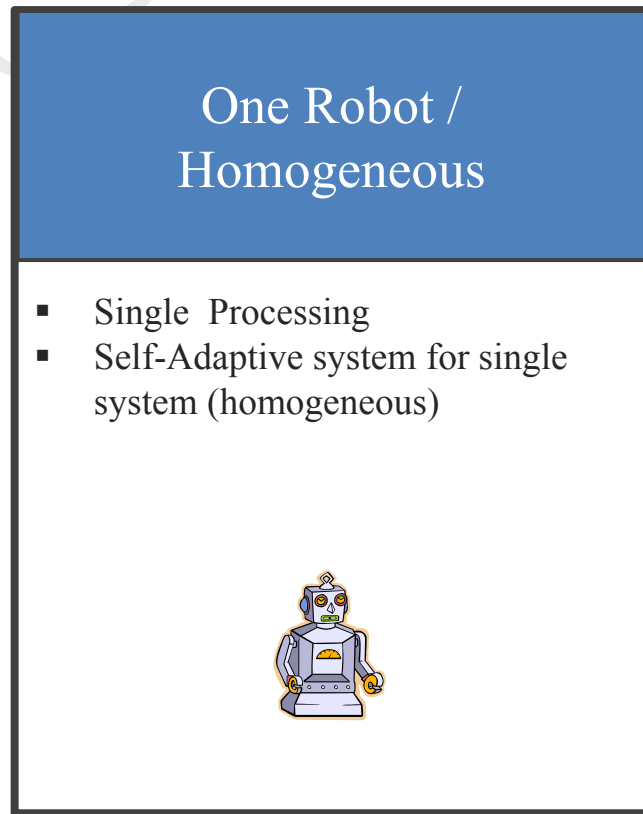 One Robot /
Homogeneous
▪ Single Processing
▪ Self-Adaptive system for single
system (homogeneous)